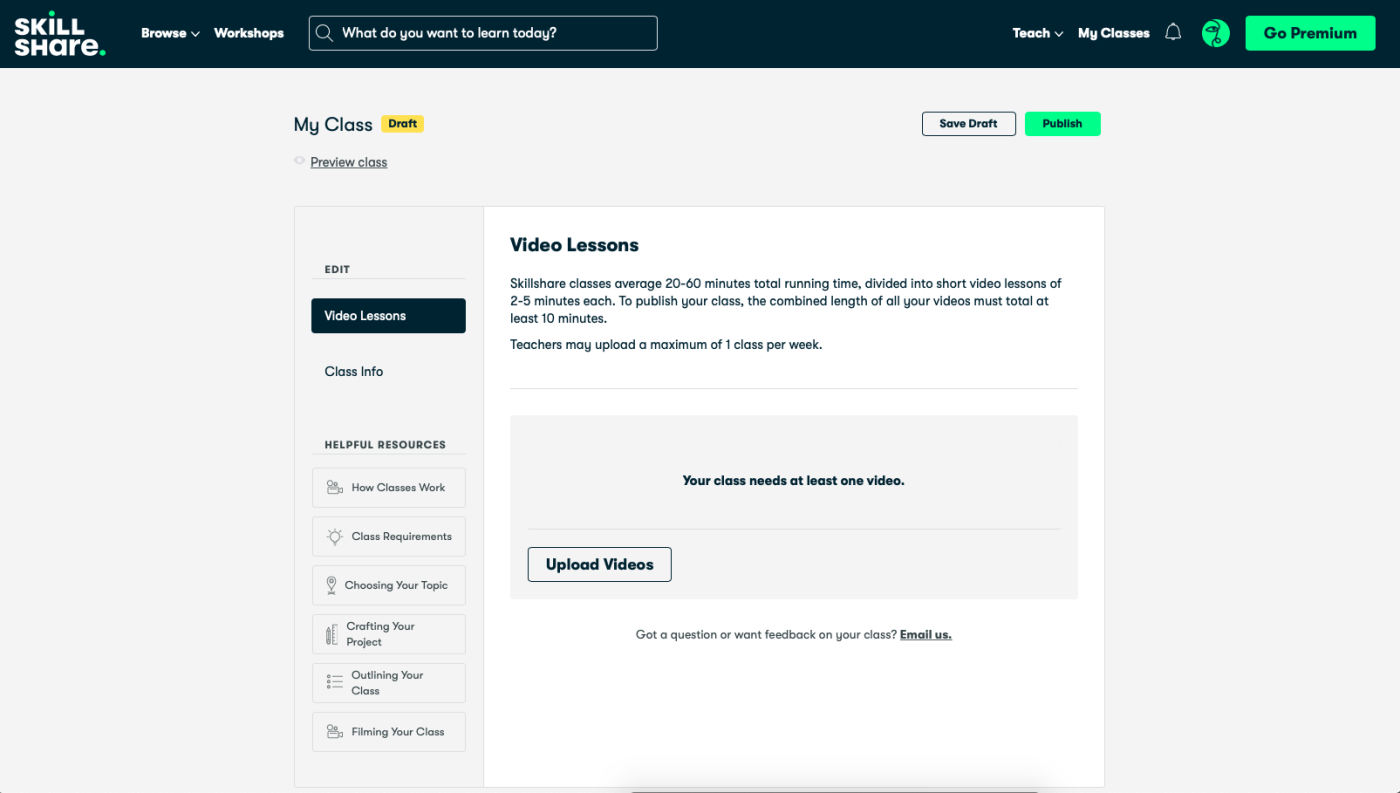 SKILL
SHARE.
Browse
Workshops
What do you want to learn today?
Teach
My Classes
Go Premium
My Class
Draft
Save Draft
Publish
Preview class
EDIT
Video Lessons
Class Info
HELPFUL RESOURCES
How Classes Work
Class Requirements
Choosing Your Topic
Crafting Your
Project
Outlining Your
Class
Filming Your Class
Video Lessons
Skillshare classes average 20-60 minutes total running time, divided into short video lessons of
2-5 minutes each. To publish your class, the combined length of all your videos must total at
least 10 minutes.
Teachers may upload a maximum of 1 class per week.
Your class needs at least one video.
Upload Videos
Got a question or want feedback on your class? Email us.